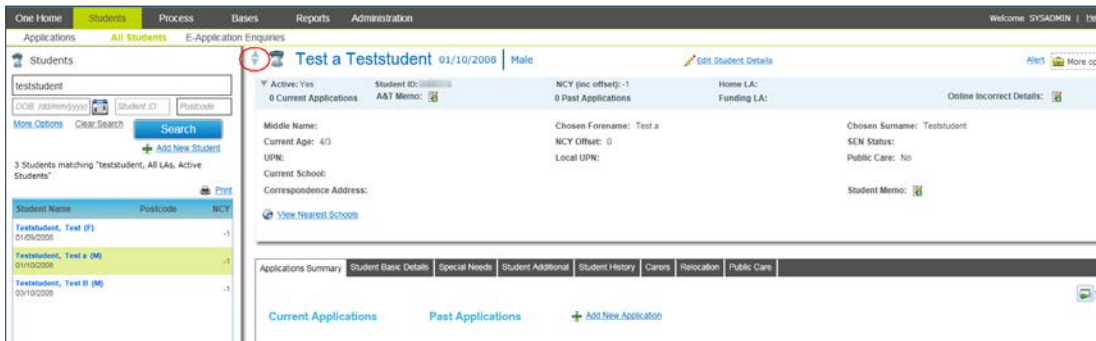 One Home Students Process Bases Reports Administration Welcome SYSADMIN |
Applications All Students E-Application Enquiries
Students
teststudent
DOB (dd/mm/yyyy) Student ID Postcode
More Options Clear Search Search
Add New Student
3 Students matching "teststudent, All LAs, Active
Students"
Print
Student Name Postcode NCY
Teststudent, Test (F)
01/09/2008 -1
Teststudent, Test a (M)
01/10/2008 -1
Teststudent, Test B (M)
03/10/2008 -1
Test a Teststudent 01/10/2008 Male
Edit Student Details
Alert More op
Active: Yes Student ID: NCY (inc offset): -1 Home LA:
0 Current Applications A&T Memo: 0 Past Applications Funding LA: Online Incorrect Details:
Middle Name: Chosen Forename: Test a Chosen Surname: Teststudent
Current Age: 4/3 NCY Offset: 0 SEN Status:
UPN: Local UPN: Public Care: No
Current School:
Correspondence Address: Student Memo:
View Nearest Schools
Applications Summary Student Basic Details Special Needs Student Additional Student History Carers Relocation Public Care
Current Applications Past Applications Add New Application